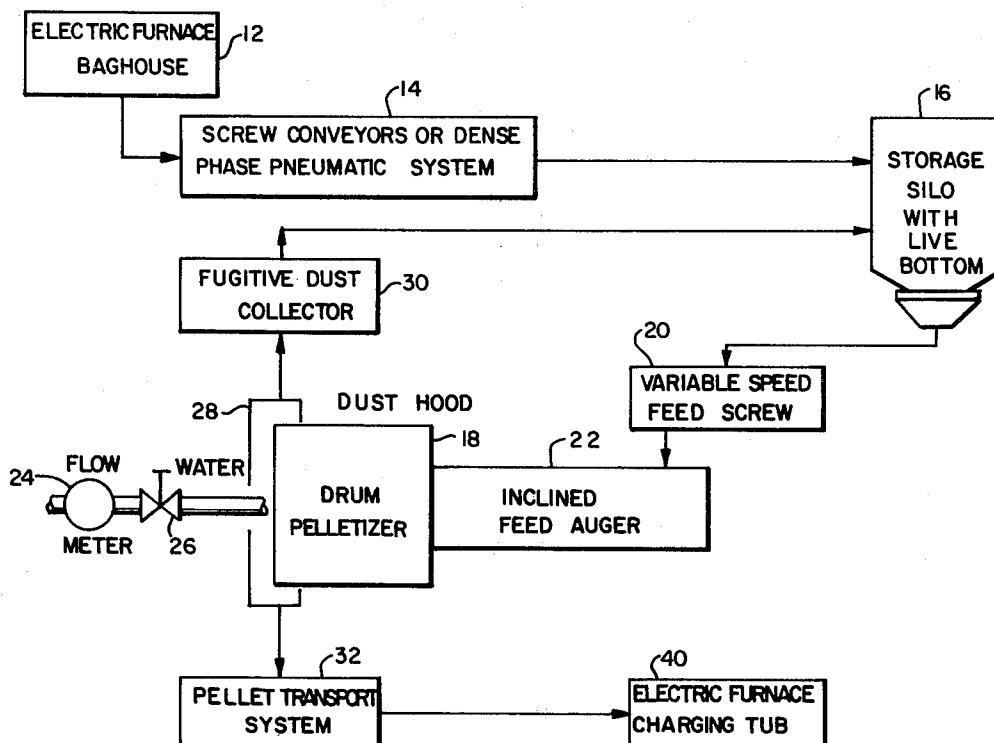 ELECTRIC FURNACE
BAGHOUSE
12
14
SCREW CONVEYORS OR DENSE
PHASE PNEUMATIC SYSTEM
16
STORAGE
SILO
WITH
LIVE
BOTTOM
FUGITIVE DUST
COLLECTOR
30
20
VARIABLE SPEED
FEED SCREW
28
DUST HOOD
18
22
24
FLOW
METER
WATER
26
DRUM
PELLETIZER
INCLINED
FEED AUGER
32
PELLET TRANSPORT
SYSTEM
40
ELECTRIC FURNACE
CHARGING TUB